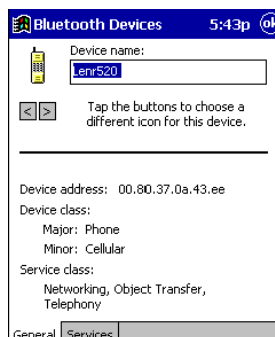 Bluetooth Devices 5:43p ok
Device name:
Lenr520
< > Tap the buttons to choose a
different icon for this device.
Device address: 00.80.37.0a.43.ee
Device class:
Major: Phone
Minor: Cellular
Service class:
Networking, Object Transfer,
Telephony
General Services